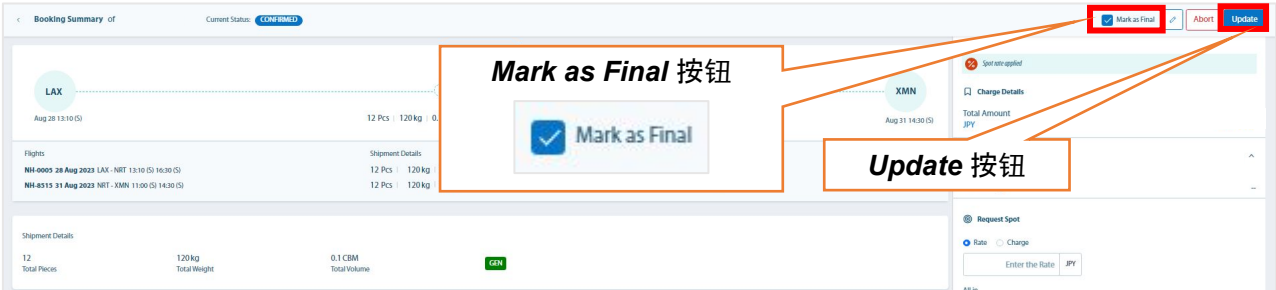 ‹ Booking Summary of Current Status: CONFIRMED Mark as Final Abort Update
Mark as Final 按钮
Mark as Final
Update 按钮
LAX
Aug 28 13:10 (S)
12 Pcs | 120 kg | 0.
XMN
Aug 31 14:30 (S)
Flights
NH-0005 28 Aug 2023 LAX - NRT 13:10 (S) 16:30 (S)
NH-8515 31 Aug 2023 NRT - XMN 11:00 (S) 14:30 (S)
Shipment Details
12 Pcs | 120 kg
12 Pcs | 120 kg
Shipment Details
12 120 kg 0.1 CBM GEN
Total Pieces Total Weight Total Volume
Spot rate applied
Charge Details
Total Amount
JPY
Request Spot
Rate Charge
Enter the Rate JPY